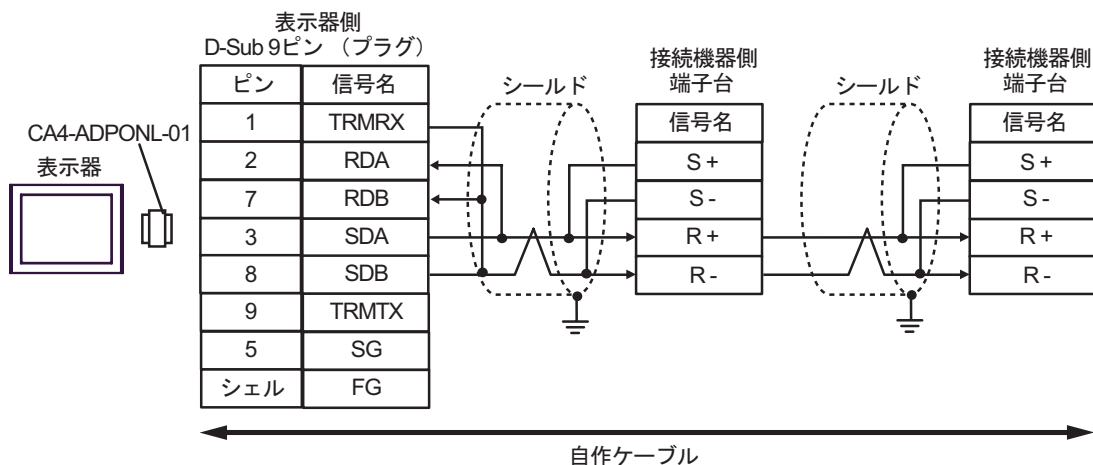 表示器側
D-Sub 9ピン （プラグ）
ピン 信号名
1 TRMRX
2 RDA
7 RDB
3 SDA
8 SDB
9 TRMTX
5 SG
シェル FG
CA4-ADPONL-01
表示器
シールド
接続機器側
端子台
信号名
S +
S -
R +
R -
シールド
接続機器側
端子台
信号名
S +
S -
R +
R -
自作ケーブル